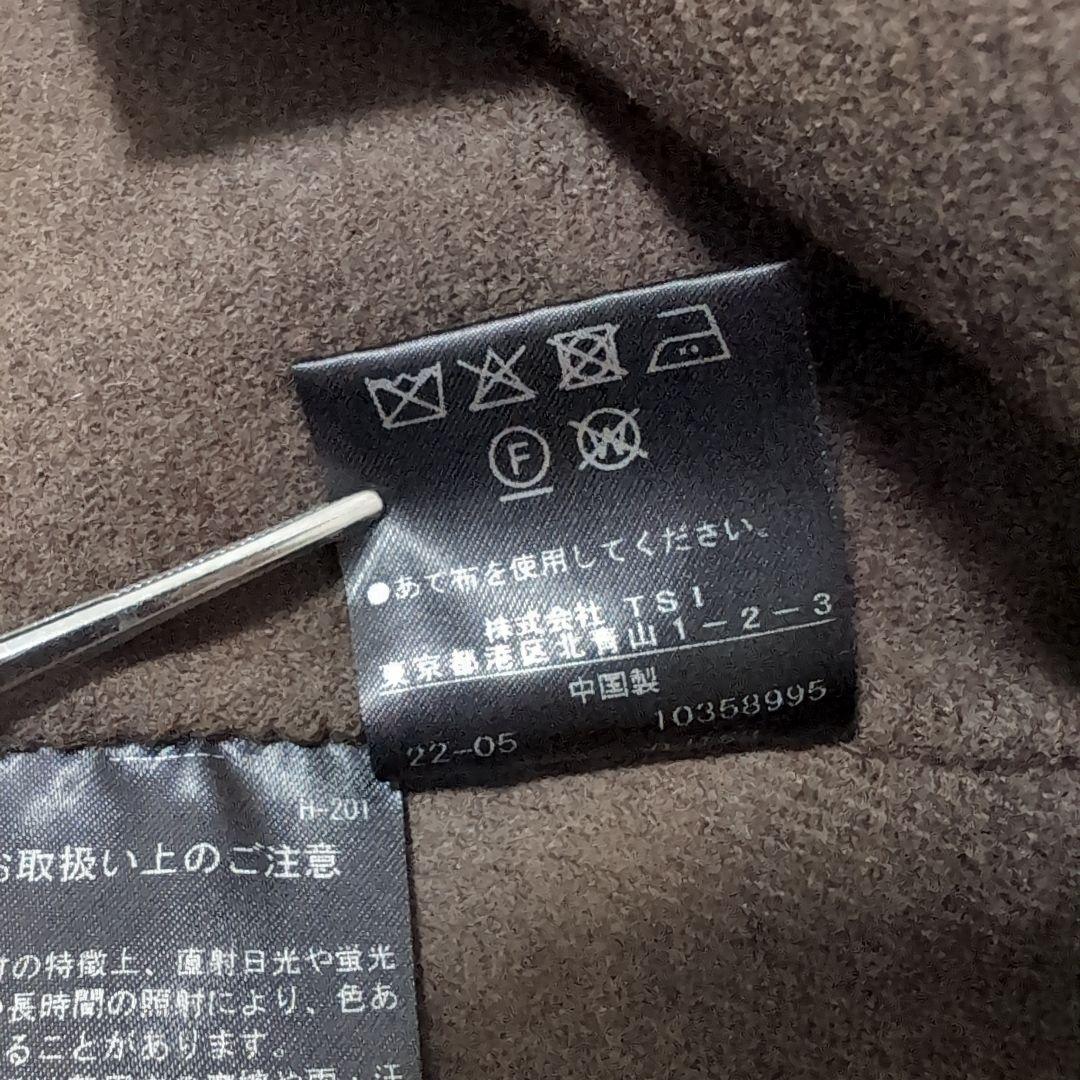 F W
●あて布を使用してください。
株式会社 TSI
東京都港区北青山1-2-3
中国製
22-05 10358995
H-201
お取扱い上のご注意
の特徴上、直射日光や蛍光
長時間の照射により、色あ
ることがあります。